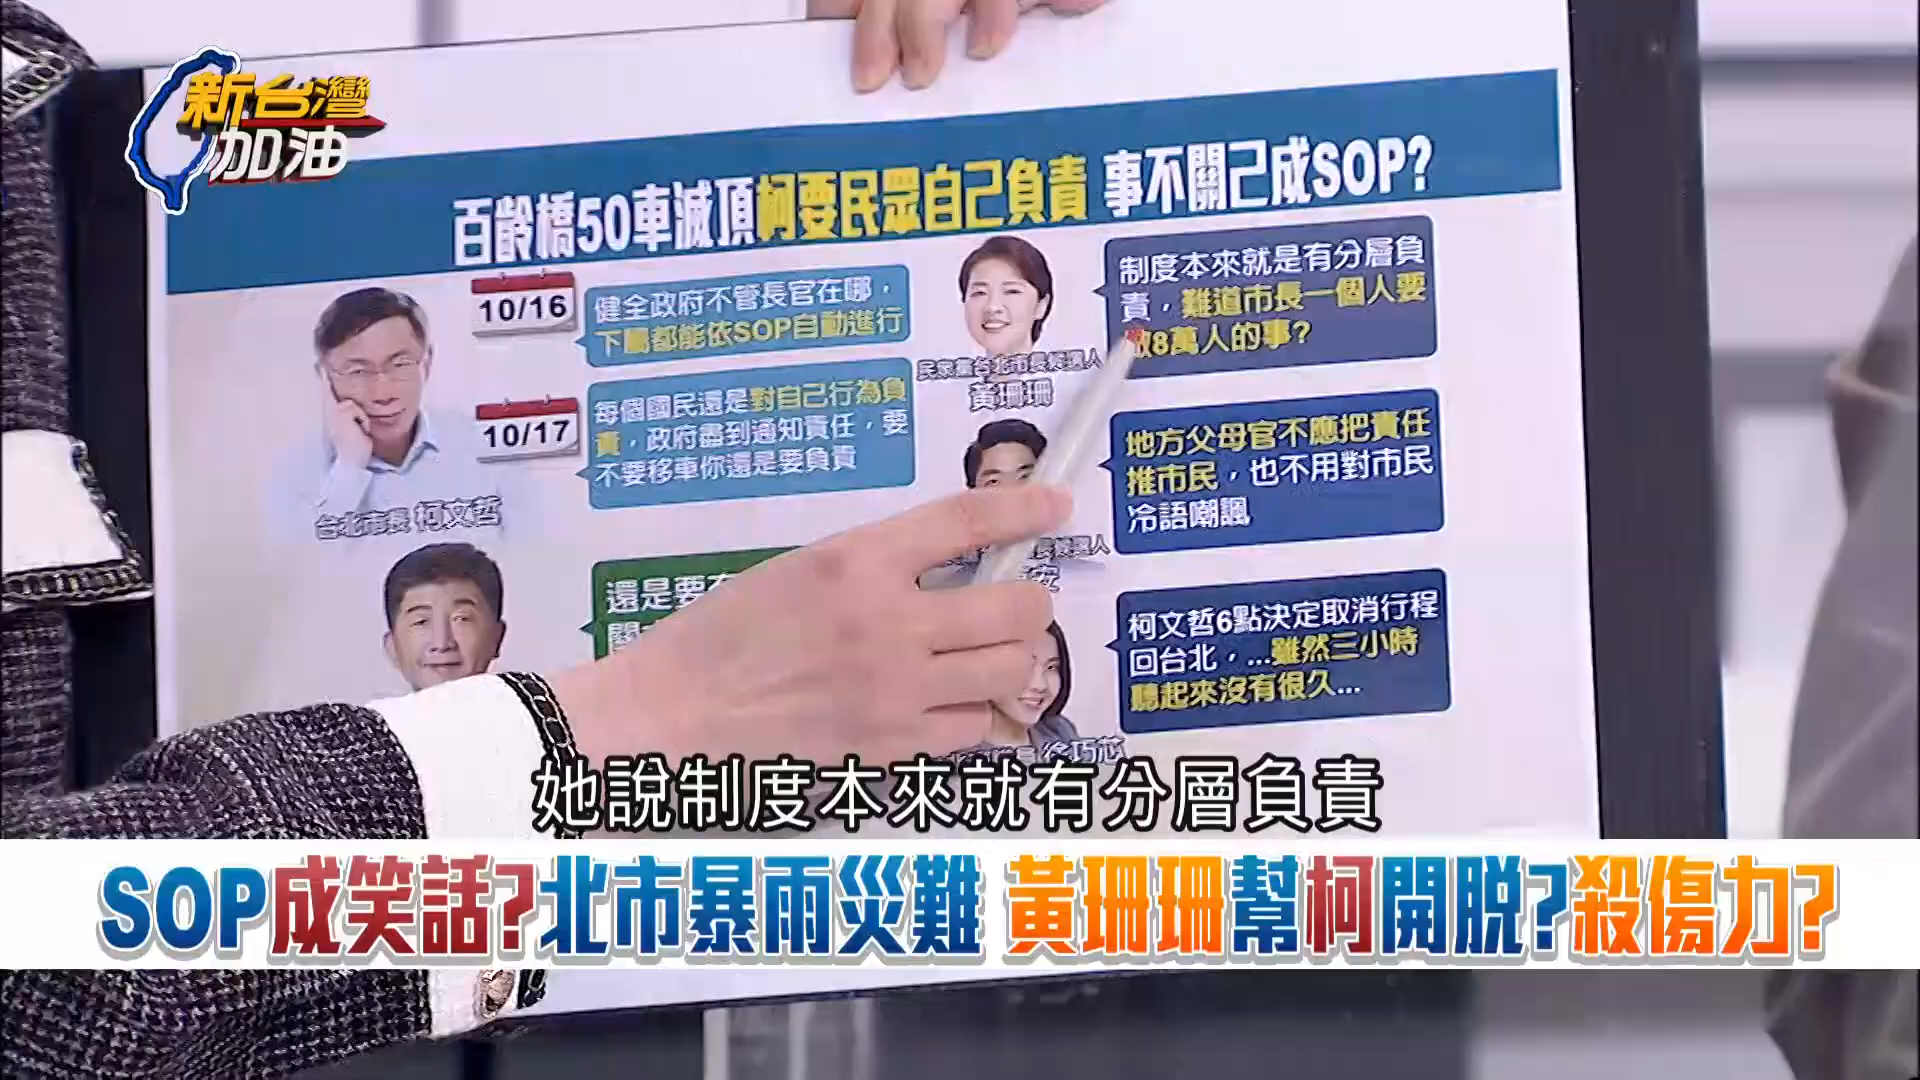 新台灣
加油
百齡橋50車滅頂柯要民眾自己負責 事不關己成SOP?
10/16
健全政府不管長官在哪，
下屬都能依SOP自動進行
10/17
每個國民還是對自己行為負
責，政府盡到通知責任，要
不要移車你還是要負責
台北市長 柯文哲
還是要
制度本來就是有分層負
責，難道市長一個人要
做8萬人的事?
民眾黨台北市長候選人
黃珊珊
地方父母官不應把責任
推市民，也不用對市民
冷語嘲諷
長候選人
安
柯文哲6點決定取消行程
回台北，...雖然三小時
聽起來沒有很久...
徐巧芯
她說制度本來就有分層負責
SOP成笑話?北市暴雨災難 黃珊珊幫柯開脫?殺傷力?